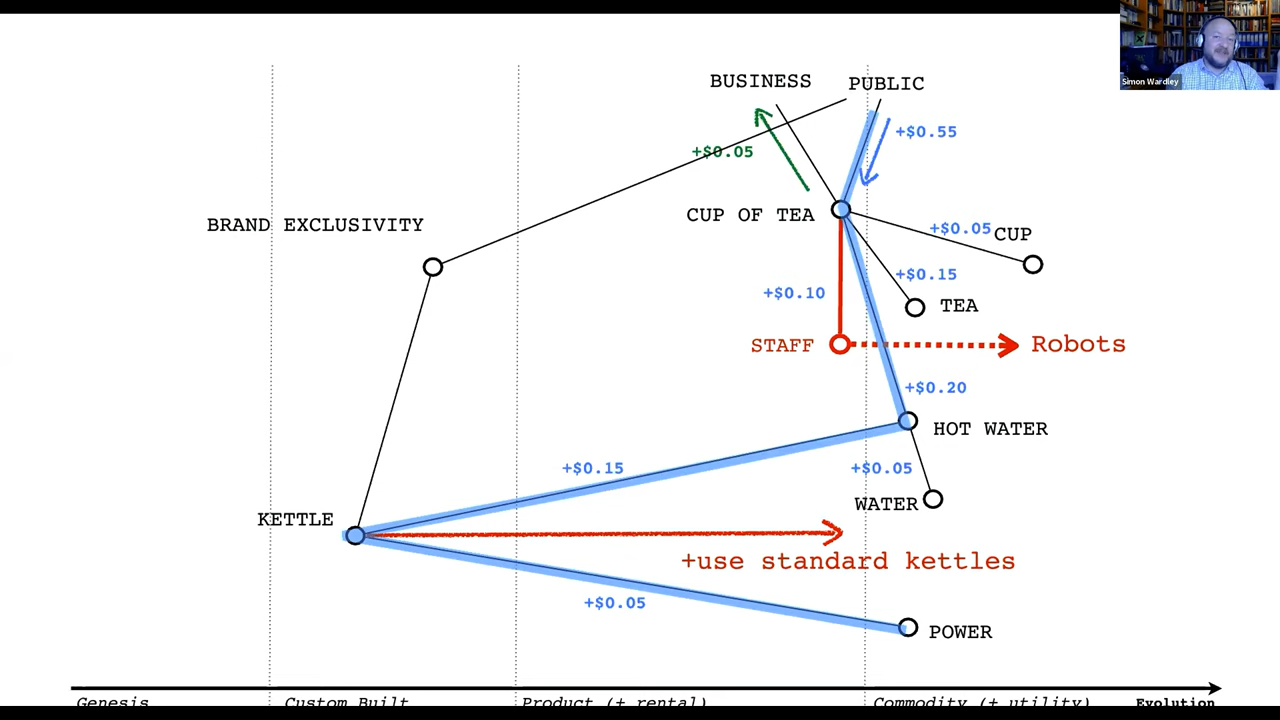 Simon Wardley
BUSINESS
PUBLIC
+$0.55
+$0.05
CUP OF TEA
BRAND EXCLUSIVITY
+$0.05
CUP
+$0.15
+$0.10
TEA
STAFF
Robots
+$0.20
HOT WATER
+$0.15
+$0.05
WATER
KETTLE
+use standard kettles
+$0.05
POWER
Genesis
Custom Built
Product (+ rental)
Commodity (+ utility)
Evolution